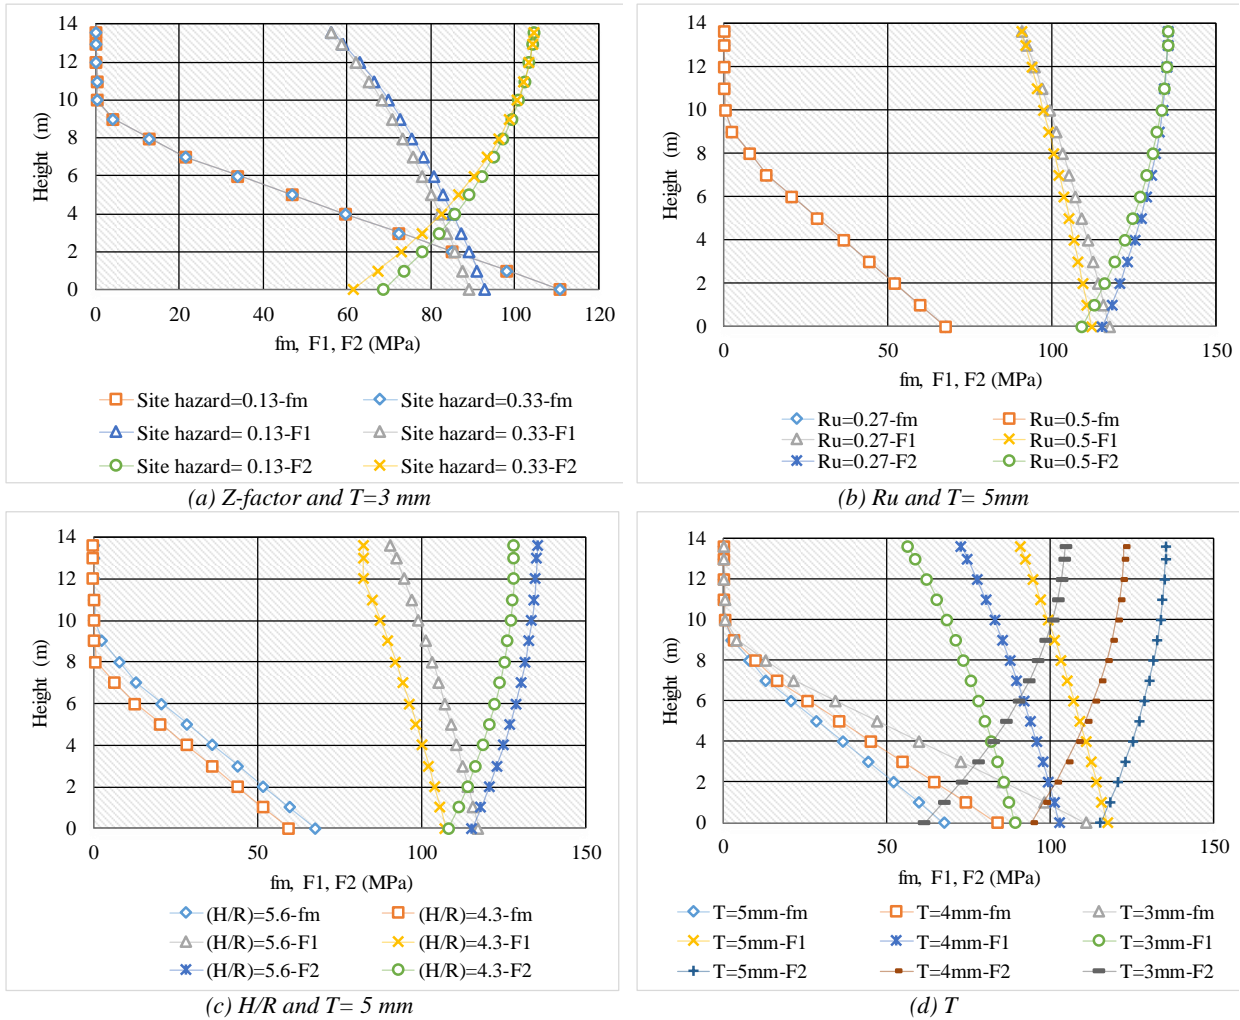 14
12
10
8
6
4
2
0
Height (m)
0 20 40 60 80 100 120
fm, F1, F2 (MPa)
Site hazard=0.13-fm Site hazard=0.33-fm
Site hazard= 0.13-F1 Site hazard= 0.33-F1
Site hazard= 0.13-F2 Site hazard= 0.33-F2
(a) Z-factor and T=3 mm
14
12
10
8
6
4
2
0
Height (m)
0 50 100 150
fm, F1, F2 (MPa)
Ru=0.27-fm Ru=0.5-fm
Ru=0.27-F1 Ru=0.5-F1
Ru=0.27-F2 Ru=0.5-F2
(b) Ru and T= 5mm
14
12
10
8
6
4
2
0
Height (m)
0 50 100 150
fm, F1, F2 (MPa)
(H/R)=5.6-fm (H/R)=4.3-fm
(H/R)=5.6-F1 (H/R)=4.3-F1
(H/R)=5.6-F2 (H/R)=4.3-F2
(c) H/R and T= 5 mm
14
12
10
8
6
4
2
0
Height (m)
0 50 100 150
fm, F1, F2 (MPa)
T=5mm-fm T=4mm-fm T=3mm-fm
T=5mm-F1 T=4mm-F1 T=3mm-F1
T=5mm-F2 T=4mm-F2 T=3mm-F2
(d) T